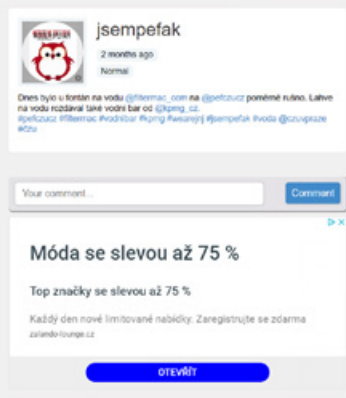 jsempefak
2 months ago
Normal
Dnes bylo u fontán na vodu @filtermac_com na @pefczucz poměrně rušno. Lahve
na vodu rozdával také vodní bar od @kpmg_cz.
#pefczucz #filtermac #vodnibar #kpmg #wearejrj #jsempefak #voda @czuvpraze
#čzu
Your comment...
Comment
Móda se slevou až 75 %
Top značky se slevou až 75 %
Každý den nové limitované nabídky. Zaregistrujte se zdarma
zalando-lounge.cz
OTEVŘÍT